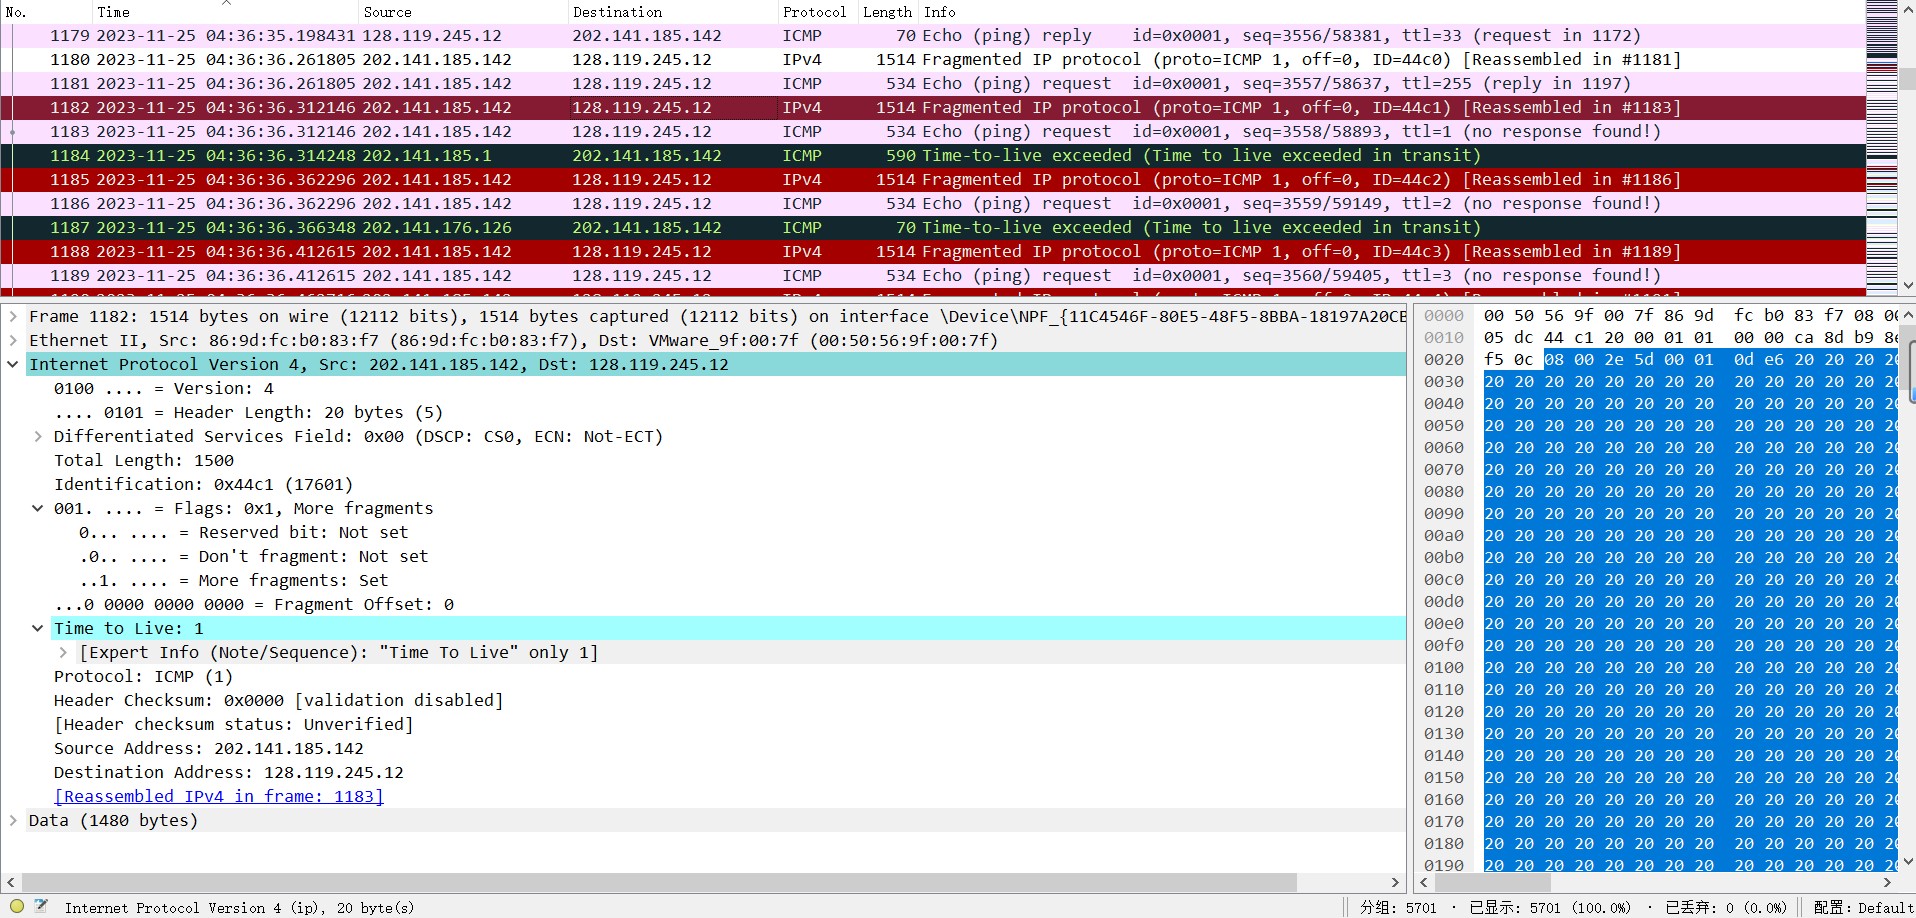 No. Time Source Destination Protocol Length Info
1179 2023-11-25 04:36:35.198431 128.119.245.12 202.141.185.142 ICMP 70 Echo (ping) reply id=0x0001, seq=3556/58381, ttl=33 (request in 1172)
1180 2023-11-25 04:36:36.261805 202.141.185.142 128.119.245.12 IPv4 1514 Fragmented IP protocol (proto=ICMP 1, off=0, ID=44c0) [Reassembled in #1181]
1181 2023-11-25 04:36:36.261805 202.141.185.142 128.119.245.12 ICMP 534 Echo (ping) request id=0x0001, seq=3557/58637, ttl=255 (reply in 1197)
1182 2023-11-25 04:36:36.312146 202.141.185.142 128.119.245.12 IPv4 1514 Fragmented IP protocol (proto=ICMP 1, off=0, ID=44c1) [Reassembled in #1183]
1183 2023-11-25 04:36:36.312146 202.141.185.142 128.119.245.12 ICMP 534 Echo (ping) request id=0x0001, seq=3558/58893, ttl=1 (no response found!)
1184 2023-11-25 04:36:36.314248 202.141.185.1 202.141.185.142 ICMP 590 Time-to-live exceeded (Time to live exceeded in transit)
1185 2023-11-25 04:36:36.362296 202.141.185.142 128.119.245.12 IPv4 1514 Fragmented IP protocol (proto=ICMP 1, off=0, ID=44c2) [Reassembled in #1186]
1186 2023-11-25 04:36:36.362296 202.141.185.142 128.119.245.12 ICMP 534 Echo (ping) request id=0x0001, seq=3559/59149, ttl=2 (no response found!)
1187 2023-11-25 04:36:36.366348 202.141.176.126 202.141.185.142 ICMP 70 Time-to-live exceeded (Time to live exceeded in transit)
1188 2023-11-25 04:36:36.412615 202.141.185.142 128.119.245.12 IPv4 1514 Fragmented IP protocol (proto=ICMP 1, off=0, ID=44c3) [Reassembled in #1189]
1189 2023-11-25 04:36:36.412615 202.141.185.142 128.119.245.12 ICMP 534 Echo (ping) request id=0x0001, seq=3560/59405, ttl=3 (no response found!)
Frame 1182: 1514 bytes on wire (12112 bits), 1514 bytes captured (12112 bits) on interface \Device\NPF_{11C4546F-80E5-48F5-8BBA-18197A20CB
Ethernet II, Src: 86:9d:fc:b0:83:f7 (86:9d:fc:b0:83:f7), Dst: VMware_9f:00:7f (00:50:56:9f:00:7f)
Internet Protocol Version 4, Src: 202.141.185.142, Dst: 128.119.245.12
0100 .... = Version: 4
.... 0101 = Header Length: 20 bytes (5)
Differentiated Services Field: 0x00 (DSCP: CS0, ECN: Not-ECT)
Total Length: 1500
Identification: 0x44c1 (17601)
001. .... = Flags: 0x1, More fragments
0... .... = Reserved bit: Not set
.0.. .... = Don't fragment: Not set
..1. .... = More fragments: Set
...0 0000 0000 0000 = Fragment Offset: 0
Time to Live: 1
[Expert Info (Note/Sequence): "Time To Live" only 1]
Protocol: ICMP (1)
Header Checksum: 0x0000 [validation disabled]
[Header checksum status: Unverified]
Source Address: 202.141.185.142
Destination Address: 128.119.245.12
[Reassembled IPv4 in frame: 1183]
Data (1480 bytes)
0000 00 50 56 9f 00 7f 86 9d fc b0 83 f7 08 00
0010 05 dc 44 c1 20 00 01 01 00 00 ca 8d b9 8e
0020 f5 0c 08 00 2e 5d 00 01 0d e6 20 20 20 20
0030 20 20 20 20 20 20 20 20 20 20 20 20 20 20
0040 20 20 20 20 20 20 20 20 20 20 20 20 20 20
0050 20 20 20 20 20 20 20 20 20 20 20 20 20 20
0060 20 20 20 20 20 20 20 20 20 20 20 20 20 20
0070 20 20 20 20 20 20 20 20 20 20 20 20 20 20
0080 20 20 20 20 20 20 20 20 20 20 20 20 20 20
0090 20 20 20 20 20 20 20 20 20 20 20 20 20 20
00a0 20 20 20 20 20 20 20 20 20 20 20 20 20 20
00b0 20 20 20 20 20 20 20 20 20 20 20 20 20 20
00c0 20 20 20 20 20 20 20 20 20 20 20 20 20 20
00d0 20 20 20 20 20 20 20 20 20 20 20 20 20 20
00e0 20 20 20 20 20 20 20 20 20 20 20 20 20 20
00f0 20 20 20 20 20 20 20 20 20 20 20 20 20 20
0100 20 20 20 20 20 20 20 20 20 20 20 20 20 20
0110 20 20 20 20 20 20 20 20 20 20 20 20 20 20
0120 20 20 20 20 20 20 20 20 20 20 20 20 20 20
0130 20 20 20 20 20 20 20 20 20 20 20 20 20 20
0140 20 20 20 20 20 20 20 20 20 20 20 20 20 20
0150 20 20 20 20 20 20 20 20 20 20 20 20 20 20
0160 20 20 20 20 20 20 20 20 20 20 20 20 20 20
0170 20 20 20 20 20 20 20 20 20 20 20 20 20 20
0180 20 20 20 20 20 20 20 20 20 20 20 20 20 20
0190 20 20 20 20 20 20 20 20 20 20 20 20 20 20
Internet Protocol Version 4 (ip), 20 byte(s) 分组: 5701 · 已显示: 5701 (100.0%) · 已丢弃: 0 (0.0%) 配置: Default